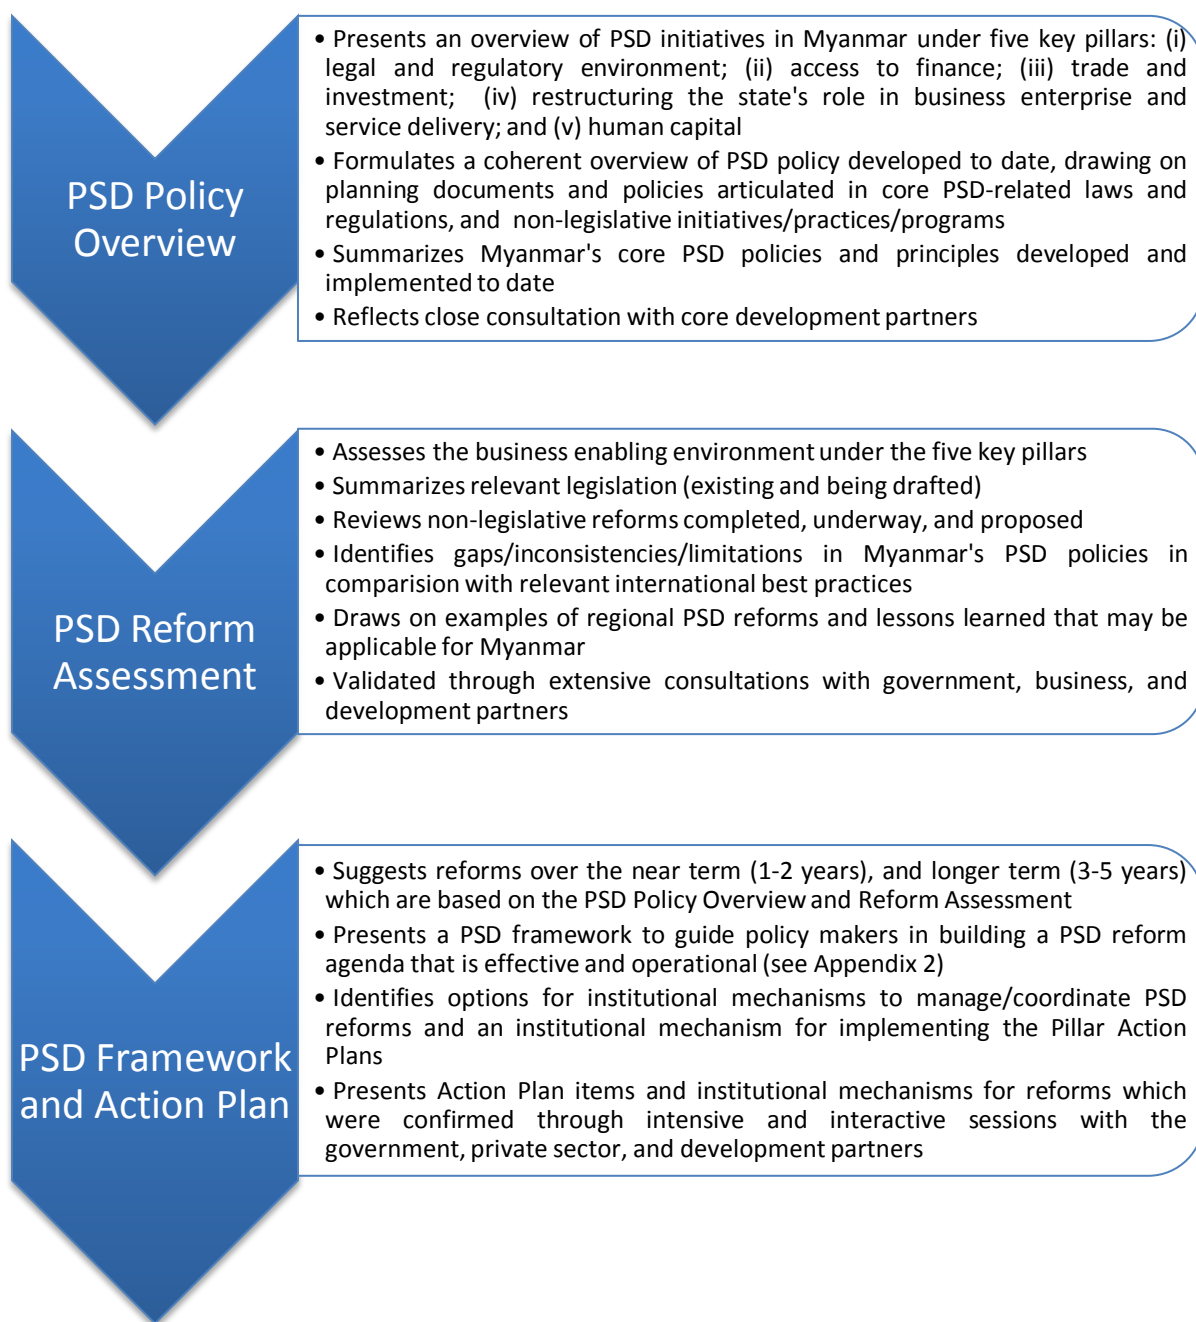 PSD Policy
Overview
• Presents an overview of PSD initiatives in Myanmar under five key pillars: (i)
legal and regulatory environment; (ii) access to finance; (iii) trade and
investment; (iv) restructuring the state's role in business enterprise and
service delivery; and (v) human capital
• Formulates a coherent overview of PSD policy developed to date, drawing on
planning documents and policies articulated in core PSD-related laws and
regulations, and non-legislative initiatives/practices/programs
• Summarizes Myanmar's core PSD policies and principles developed and
implemented to date
• Reflects close consultation with core development partners
PSD Reform
Assessment
• Assesses the business enabling environment under the five key pillars
• Summarizes relevant legislation (existing and being drafted)
• Reviews non-legislative reforms completed, underway, and proposed
• Identifies gaps/inconsistencies/limitations in Myanmar's PSD policies in
comparision with relevant international best practices
• Draws on examples of regional PSD reforms and lessons learned that may be
applicable for Myanmar
• Validated through extensive consultations with government, business, and
development partners
PSD Framework
and Action Plan
• Suggests reforms over the near term (1-2 years), and longer term (3-5 years)
which are based on the PSD Policy Overview and Reform Assessment
• Presents a PSD framework to guide policy makers in building a PSD reform
agenda that is effective and operational (see Appendix 2)
• Identifies options for institutional mechanisms to manage/coordinate PSD
reforms and an institutional mechanism for implementing the Pillar Action
Plans
• Presents Action Plan items and institutional mechanisms for reforms which
were confirmed through intensive and interactive sessions with the
government, private sector, and development partners